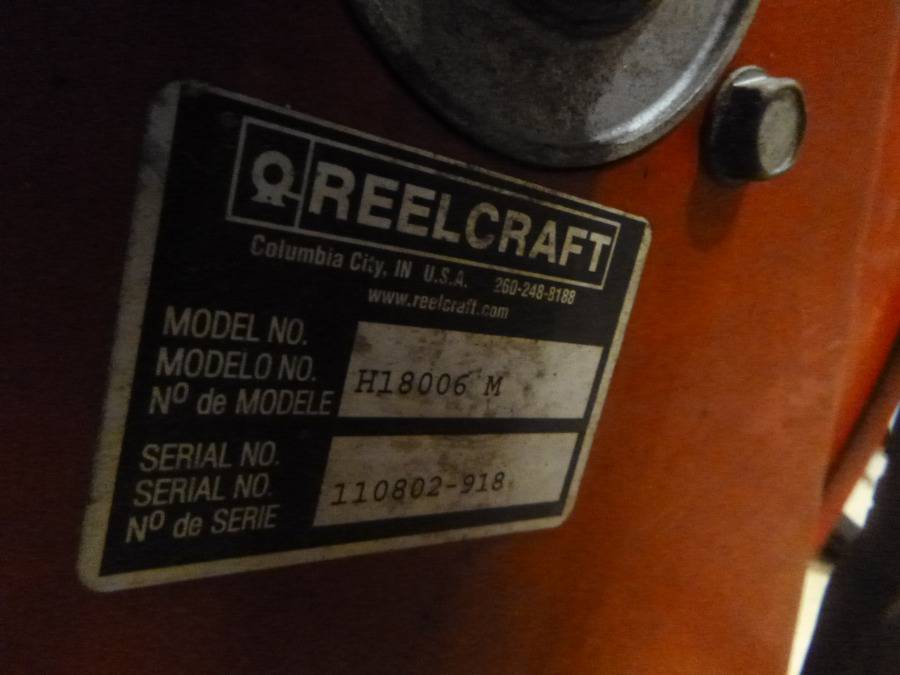 REELCRAFT
Columbia City, IN U.S.A. 260-248-8188
www.reelcraft.com
MODEL NO.
MODELO NO.
Nº de MODELE
H18006 M
SERIAL NO.
SERIAL NO.
Nº de SERIE
110802-918